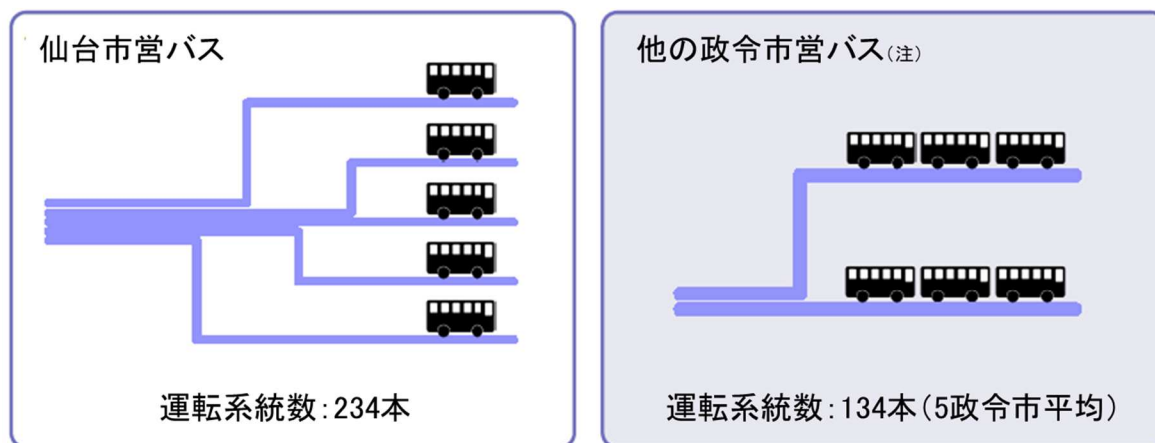 仙台市営バス
運転系統数：234本
他の政令市営バス（注）
運転系統数：134本（5政令市平均）